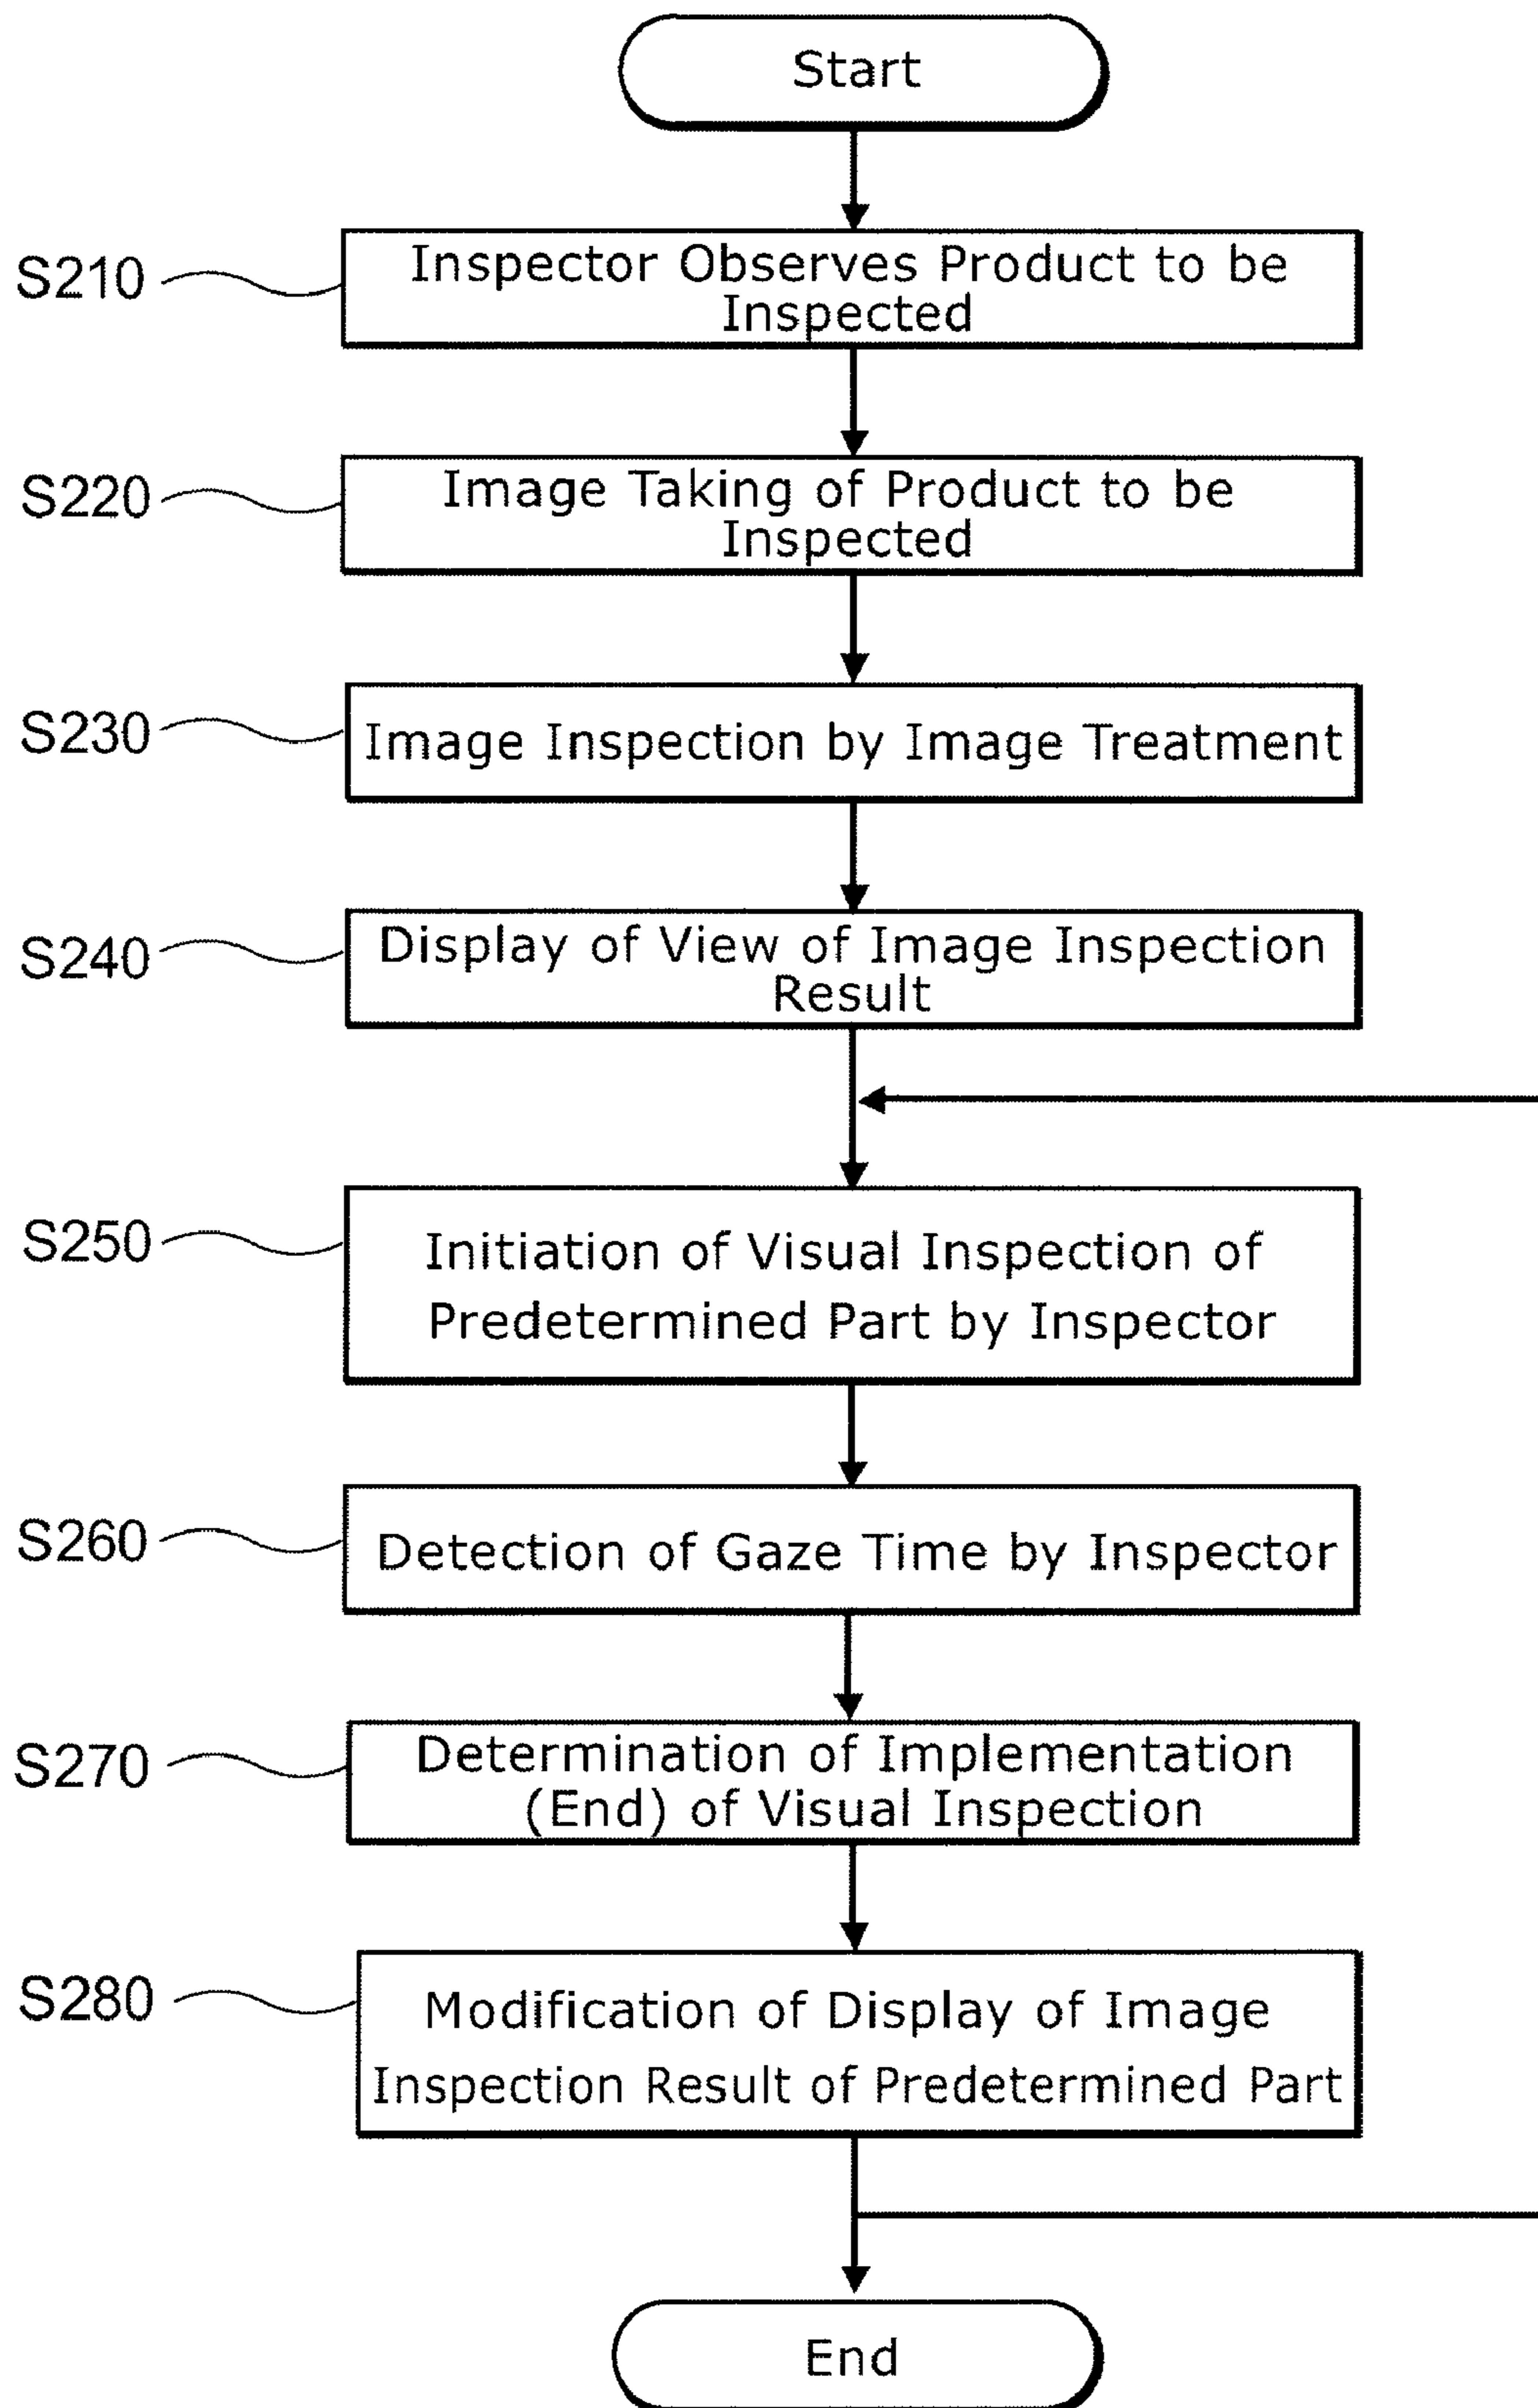 Start
S210
Inspector Observes Product to be
Inspected
S220
Image Taking of Product to be
Inspected
S230
Image Inspection by Image Treatment
S240
Display of View of Image Inspection
Result
S250
Initiation of Visual Inspection of
Predetermined Part by Inspector
S260
Detection of Gaze Time by Inspector
S270
Determination of Implementation
(End) of Visual Inspection
S280
Modification of Display of Image
Inspection Result of Predetermined Part
End